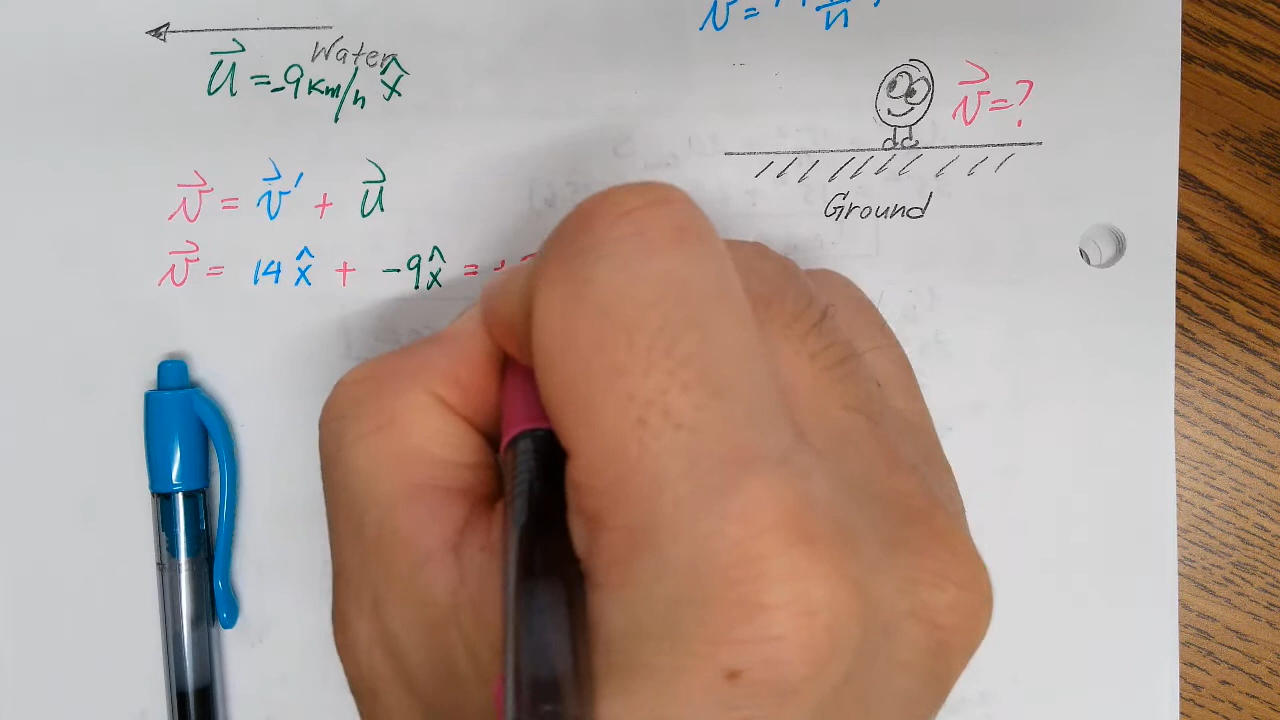 Water
u⃗ = -9 km/h x̂
v⃗ = ?
Ground
v⃗ = v⃗′ + u⃗
v⃗ = 14 x̂ + -9 x̂ =